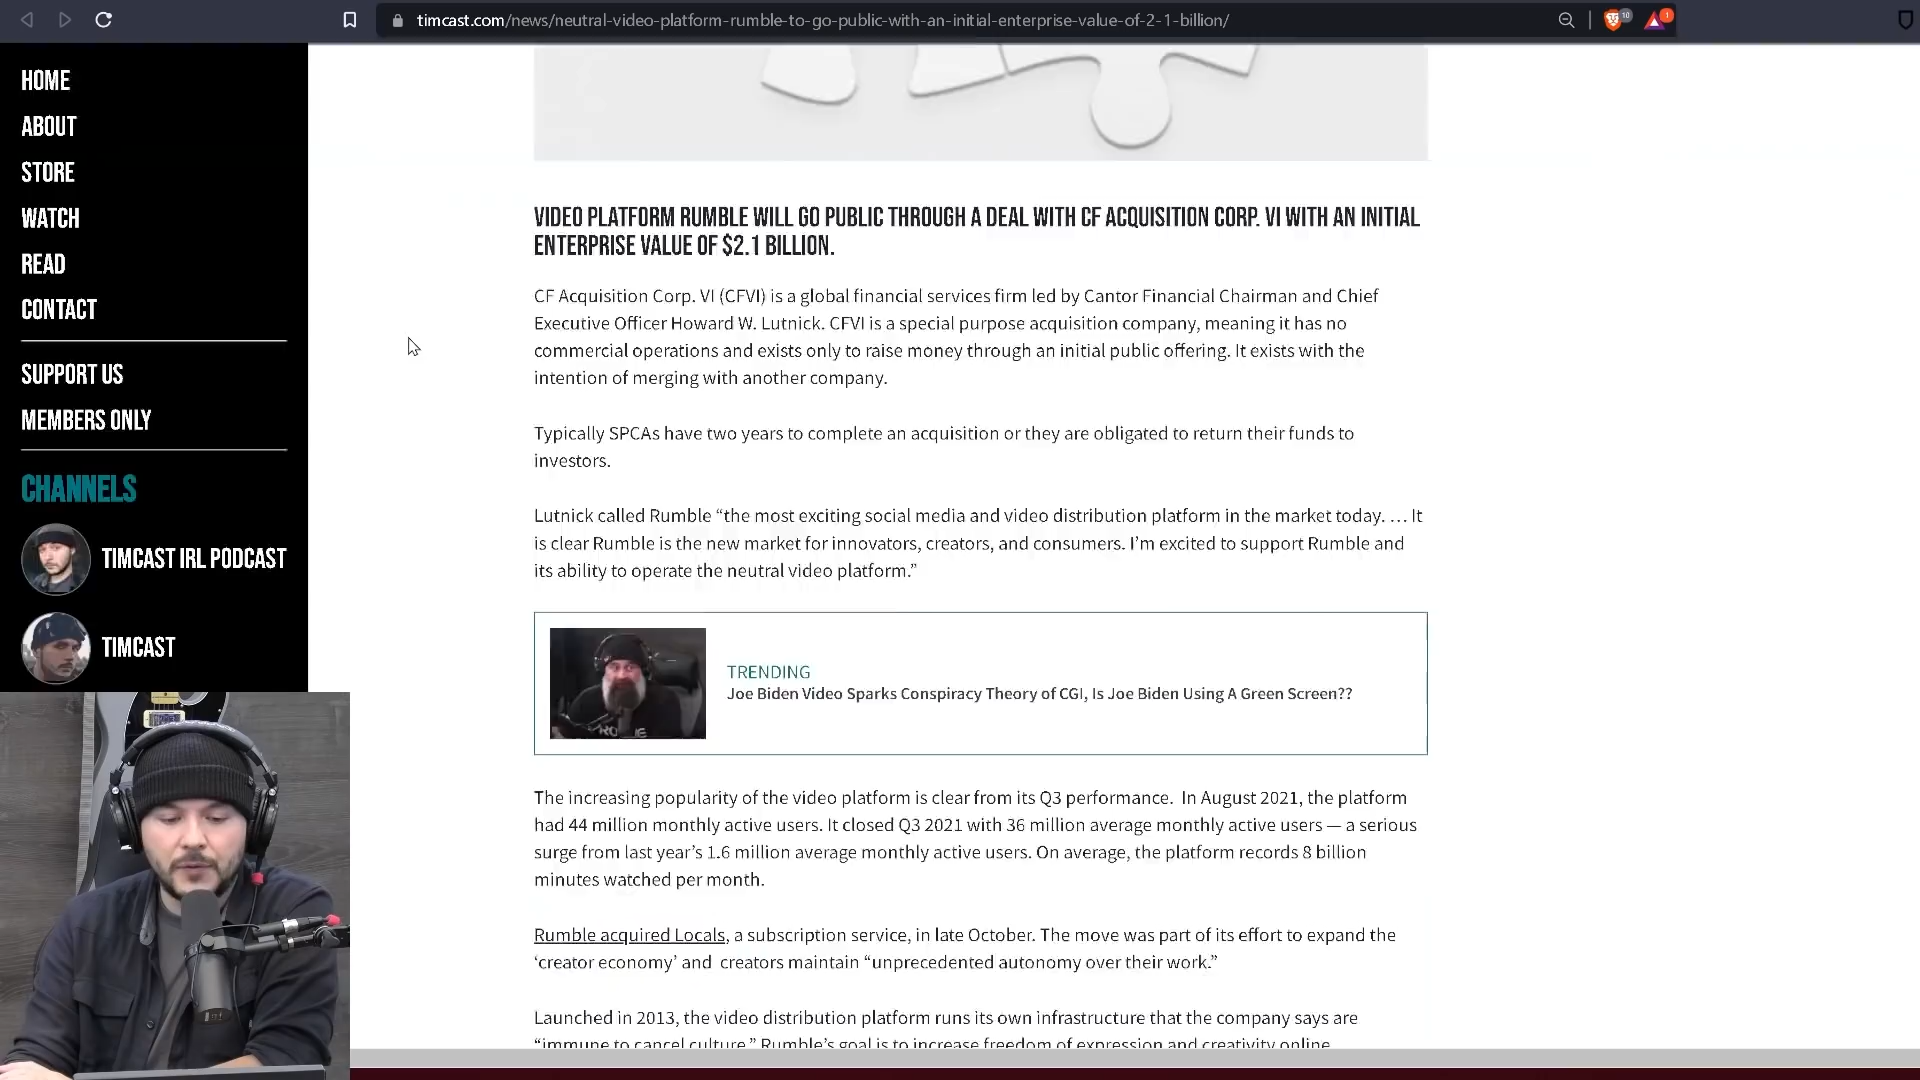 timcast.com/news/neutral-video-platform-rumble-to-go-public-with-an-initial-enterprise-value-of-2-1-billion/
10
1
HOME
ABOUT
STORE
WATCH
READ
CONTACT
SUPPORT US
MEMBERS ONLY
CHANNELS
TIMCAST IRL PODCAST
TIMCAST
VIDEO PLATFORM RUMBLE WILL GO PUBLIC THROUGH A DEAL WITH CF ACQUISITION CORP. VI WITH AN INITIAL
ENTERPRISE VALUE OF $2.1 BILLION.
CF Acquisition Corp. VI (CFVI) is a global financial services firm led by Cantor Financial Chairman and Chief
Executive Officer Howard W. Lutnick. CFVI is a special purpose acquisition company, meaning it has no
commercial operations and exists only to raise money through an initial public offering. It exists with the
intention of merging with another company.
Typically SPCAs have two years to complete an acquisition or they are obligated to return their funds to
investors.
Lutnick called Rumble “the most exciting social media and video distribution platform in the market today. … It
is clear Rumble is the new market for innovators, creators, and consumers. I’m excited to support Rumble and
its ability to operate the neutral video platform.”
TRENDING
Joe Biden Video Sparks Conspiracy Theory of CGI, Is Joe Biden Using A Green Screen??
The increasing popularity of the video platform is clear from its Q3 performance.  In August 2021, the platform
had 44 million monthly active users. It closed Q3 2021 with 36 million average monthly active users — a serious
surge from last year’s 1.6 million average monthly active users. On average, the platform records 8 billion
minutes watched per month.
Rumble acquired Locals, a subscription service, in late October. The move was part of its effort to expand the
‘creator economy’ and  creators maintain “unprecedented autonomy over their work.”
Launched in 2013, the video distribution platform runs its own infrastructure that the company says are
“immune to cancel culture.” Rumble’s goal is to increase freedom of expression and creativity online.